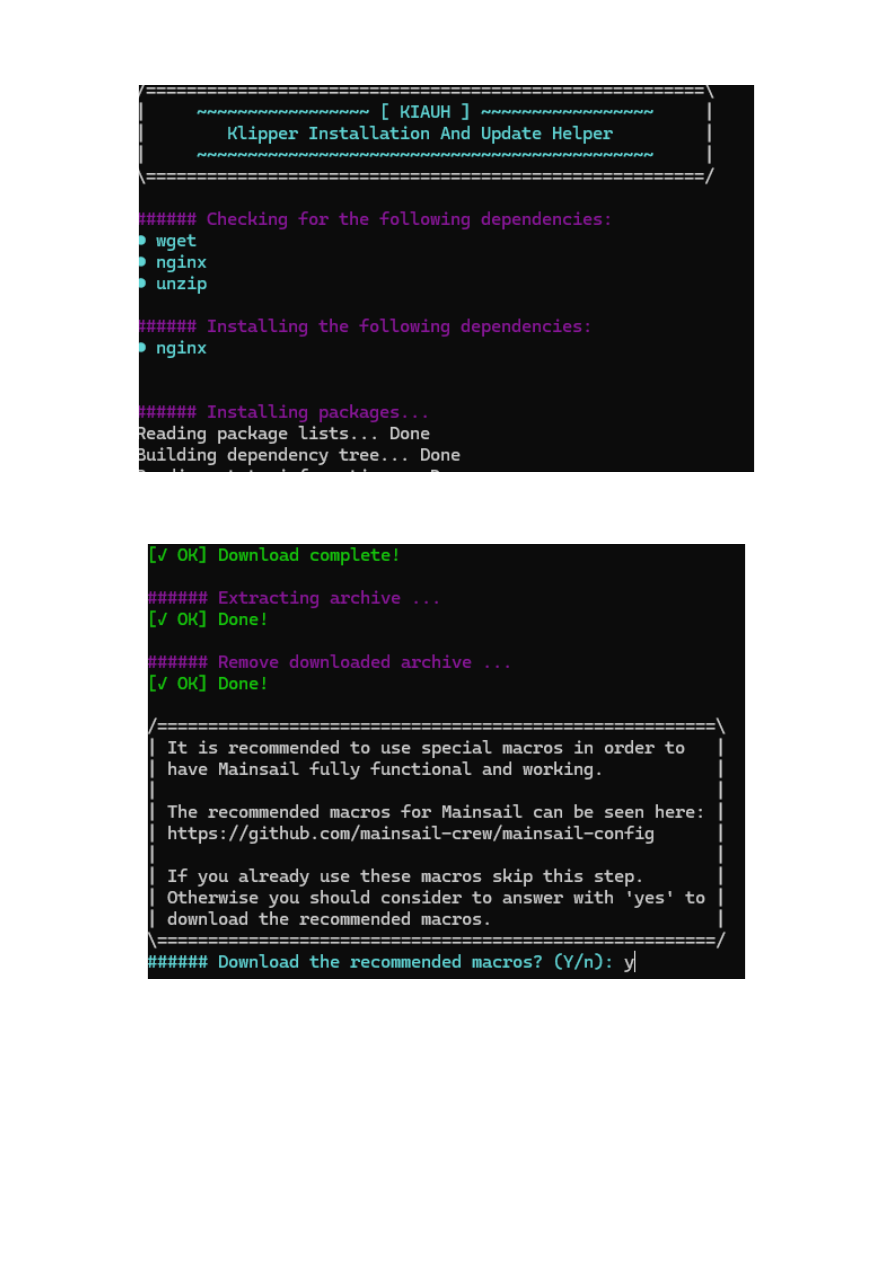 /=======================================================\
|     ~~~~~~~~~~~~~~~~~ [ KIAUH ] ~~~~~~~~~~~~~~~~~     |
|        Klipper Installation And Update Helper         |
|     ~~~~~~~~~~~~~~~~~~~~~~~~~~~~~~~~~~~~~~~~~~~~~     |
\=======================================================/
###### Checking for the following dependencies:
● wget
● nginx
● unzip
###### Installing the following dependencies:
● nginx
###### Installing packages...
Reading package lists... Done
Building dependency tree... Done
[✓ OK] Download complete!
###### Extracting archive ...
[✓ OK] Done!
###### Remove downloaded archive ...
[✓ OK] Done!
/=======================================================\
| It is recommended to use special macros in order to   |
| have Mainsail fully functional and working.           |
|                                                       |
| The recommended macros for Mainsail can be seen here: |
| https://github.com/mainsail-crew/mainsail-config      |
|                                                       |
| If you already use these macros skip this step.       |
| Otherwise you should consider to answer with 'yes' to |
| download the recommended macros.                      |
\=======================================================/
###### Download the recommended macros? (Y/n): y